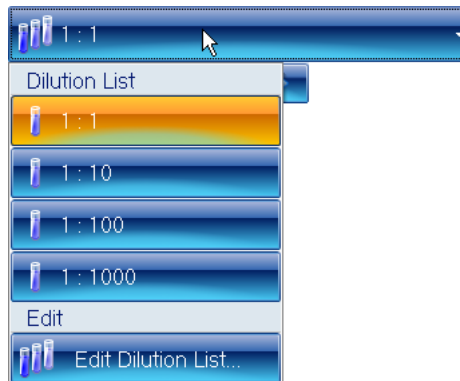 1 : 1
Dilution List
1 : 1
1 : 10
1 : 100
1 : 1000
Edit
Edit Dilution List...